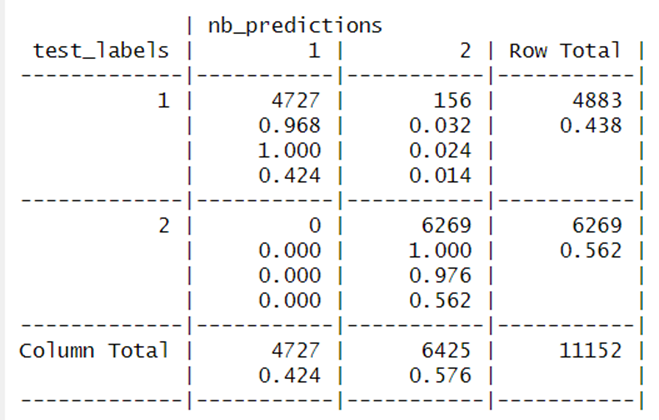 | nb_predictions
 test_labels |         1 |         2 | Row Total |
-------------|-----------|-----------|-----------|
           1 |      4727 |       156 |      4883 |
             |     0.968 |     0.032 |     0.438 |
             |     1.000 |     0.024 |           |
             |     0.424 |     0.014 |           |
-------------|-----------|-----------|-----------|
           2 |         0 |      6269 |      6269 |
             |     0.000 |     1.000 |     0.562 |
             |     0.000 |     0.976 |           |
             |     0.000 |     0.562 |           |
-------------|-----------|-----------|-----------|
Column Total |      4727 |      6425 |     11152 |
             |     0.424 |     0.576 |           |
-------------|-----------|-----------|-----------|